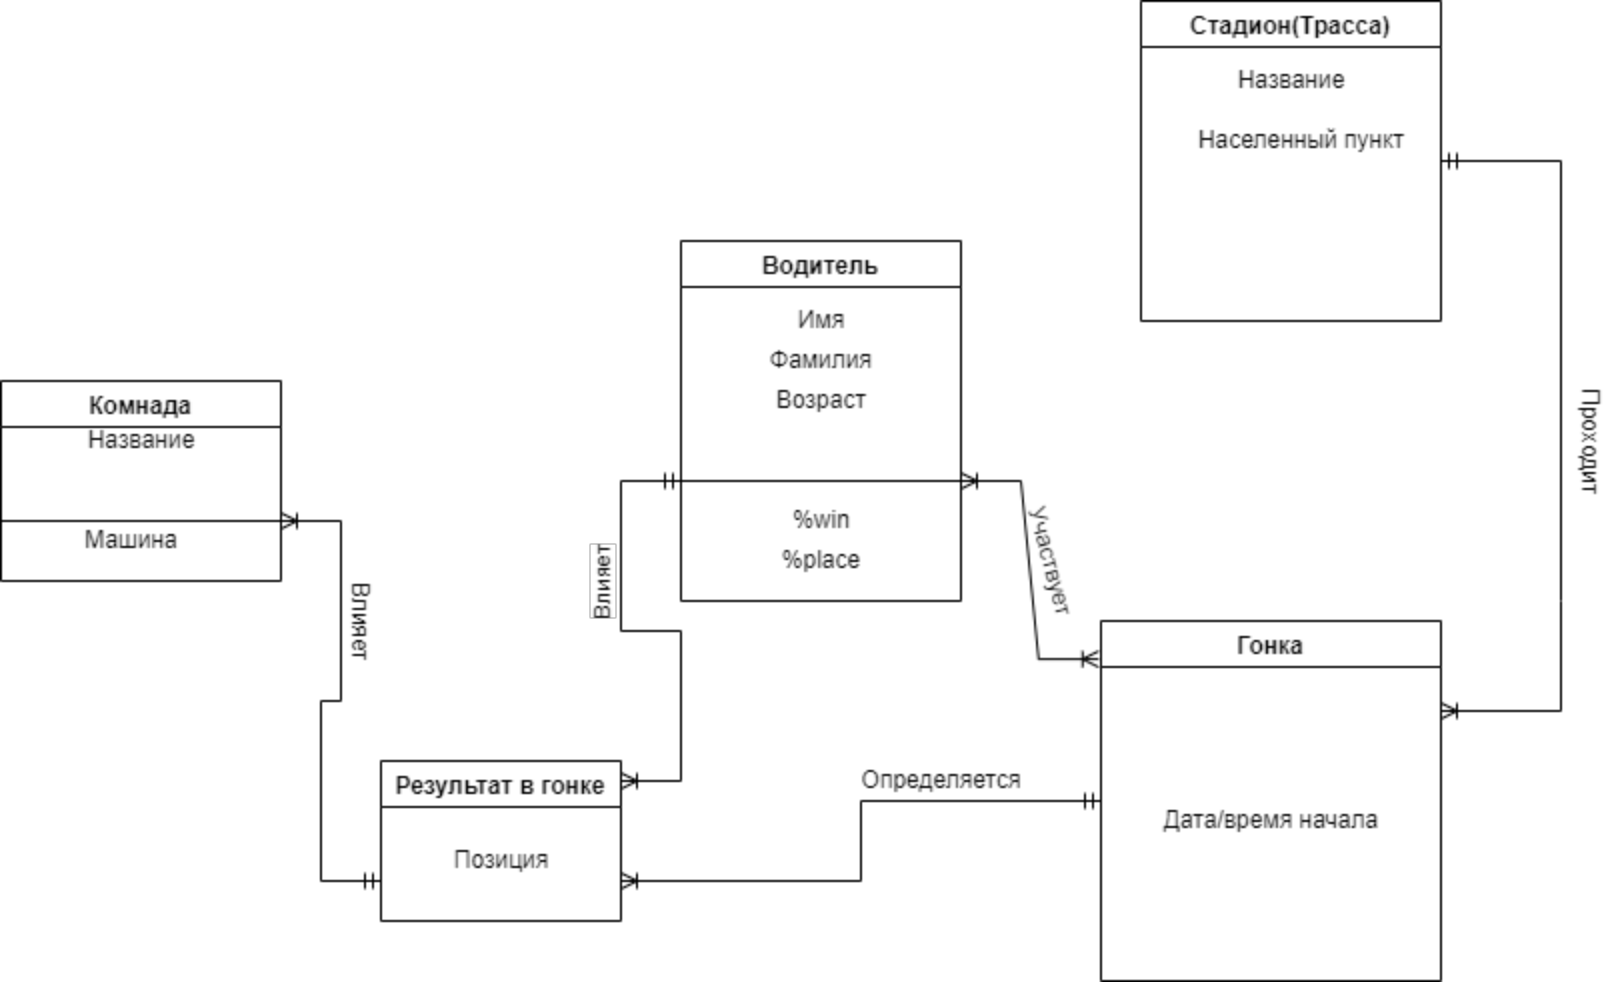 Стадион(Трасса)
Название
Населенный пункт
Водитель
Имя
Фамилия
Возраст
%win
%place
Комнада
Название
Машина
Влияет
Влияет
Участвует
Проходит
Гонка
Дата/время начала
Определяется
Результат в гонке
Позиция